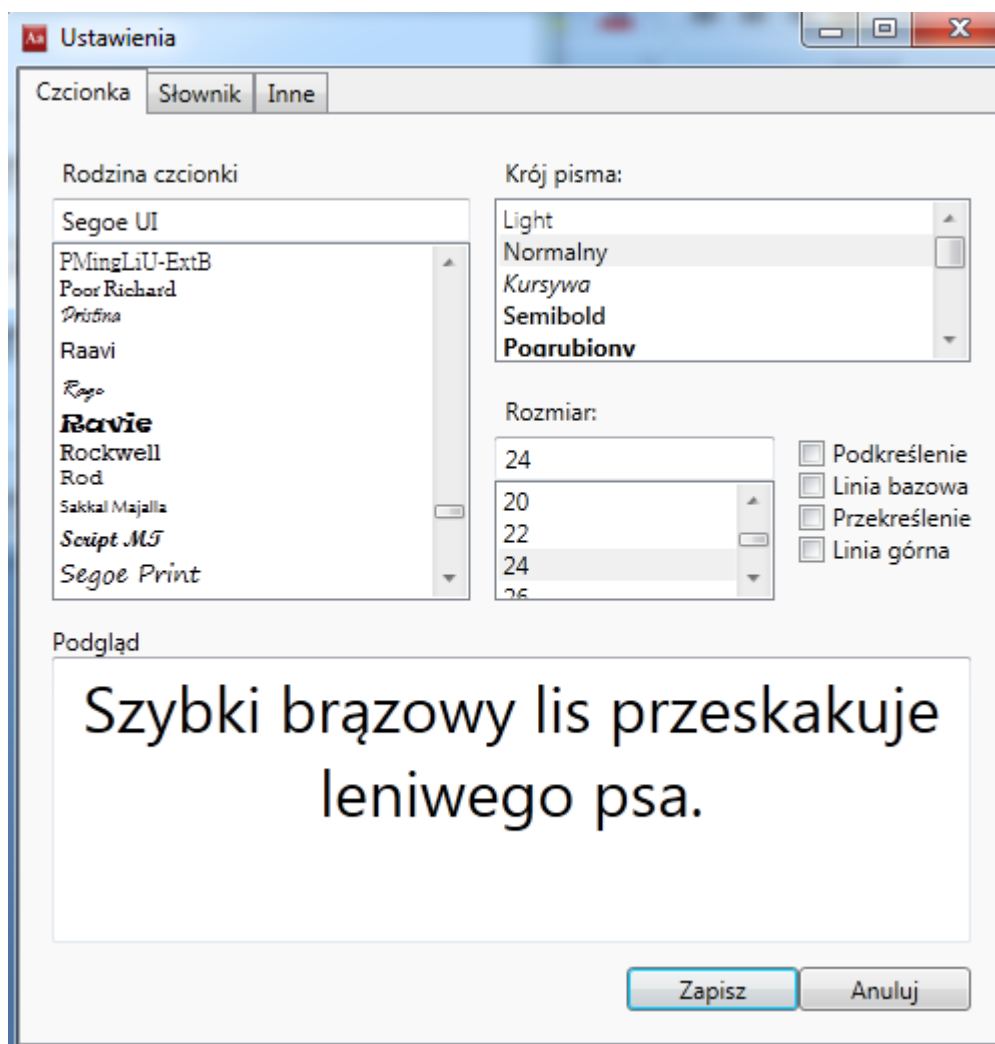 Aa Ustawienia
Czcionka Słownik Inne
Rodzina czcionki
Segoe UI
PMingLiU-ExtB
Poor Richard
Pristina
Raavi
Rage
Ravie
Rockwell
Rod
Sakkal Majalla
Script MT
Segoe Print
Krój pisma:
Light
Normalny
Kursywa
Semibold
Pogrubiony
Rozmiar:
24
20
22
24
26
Podkreślenie
Linia bazowa
Przekreślenie
Linia górna
Podgląd
Szybki brązowy lis przeskakuje
leniwego psa.
Zapisz Anuluj